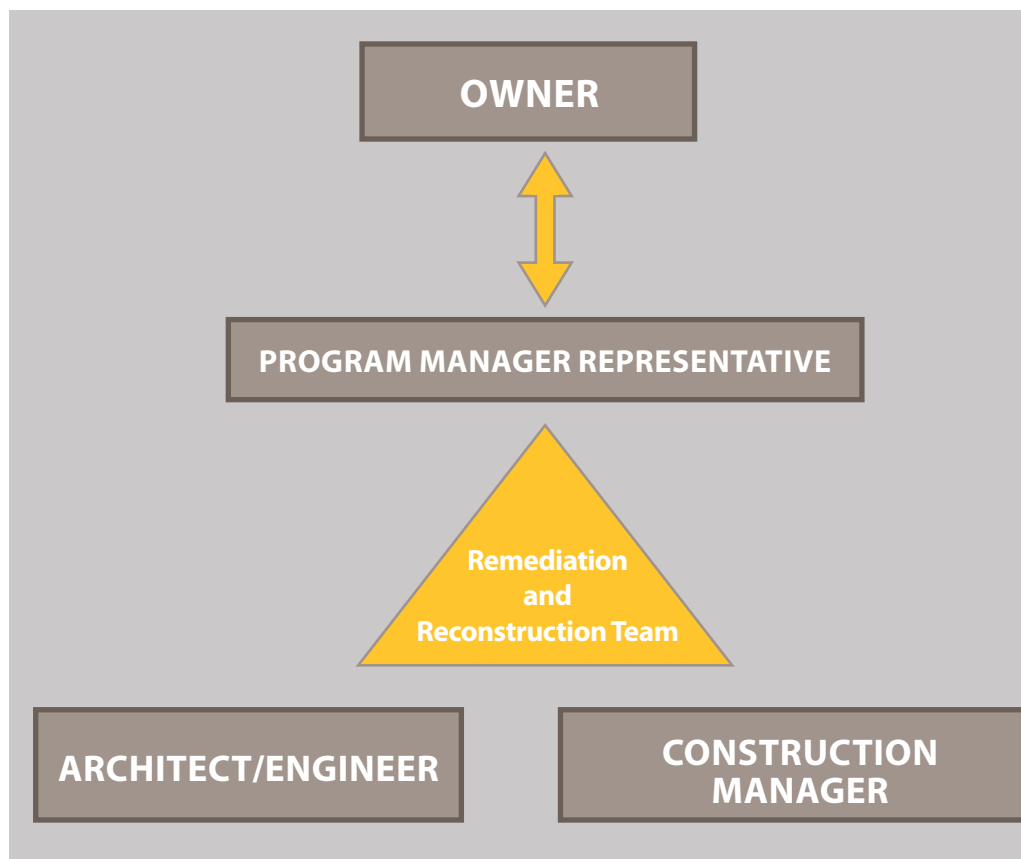 OWNER
PROGRAM MANAGER REPRESENTATIVE
Remediation
and
Reconstruction Team
ARCHITECT/ENGINEER
CONSTRUCTION
MANAGER